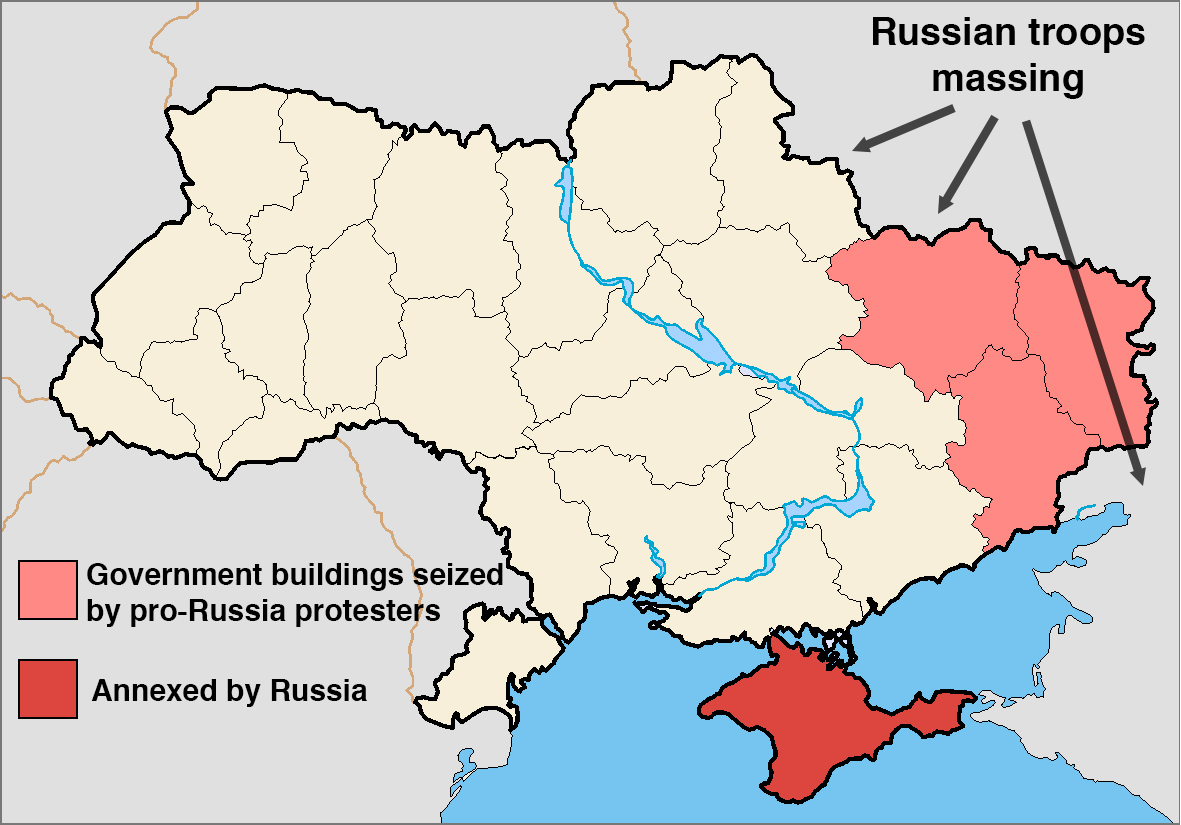 Russian troops
massing
Government buildings seized
by pro-Russia protesters
Annexed by Russia